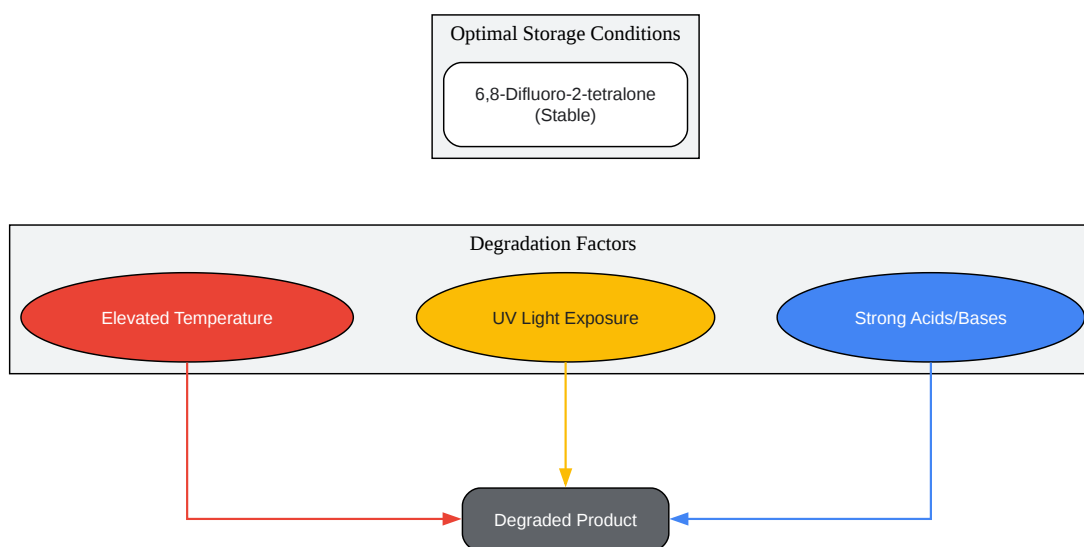 Optimal Storage Conditions
6,8-Difluoro-2-tetralone
(Stable)
Degradation Factors
Elevated Temperature
UV Light Exposure
Strong Acids/Bases
Degraded Product